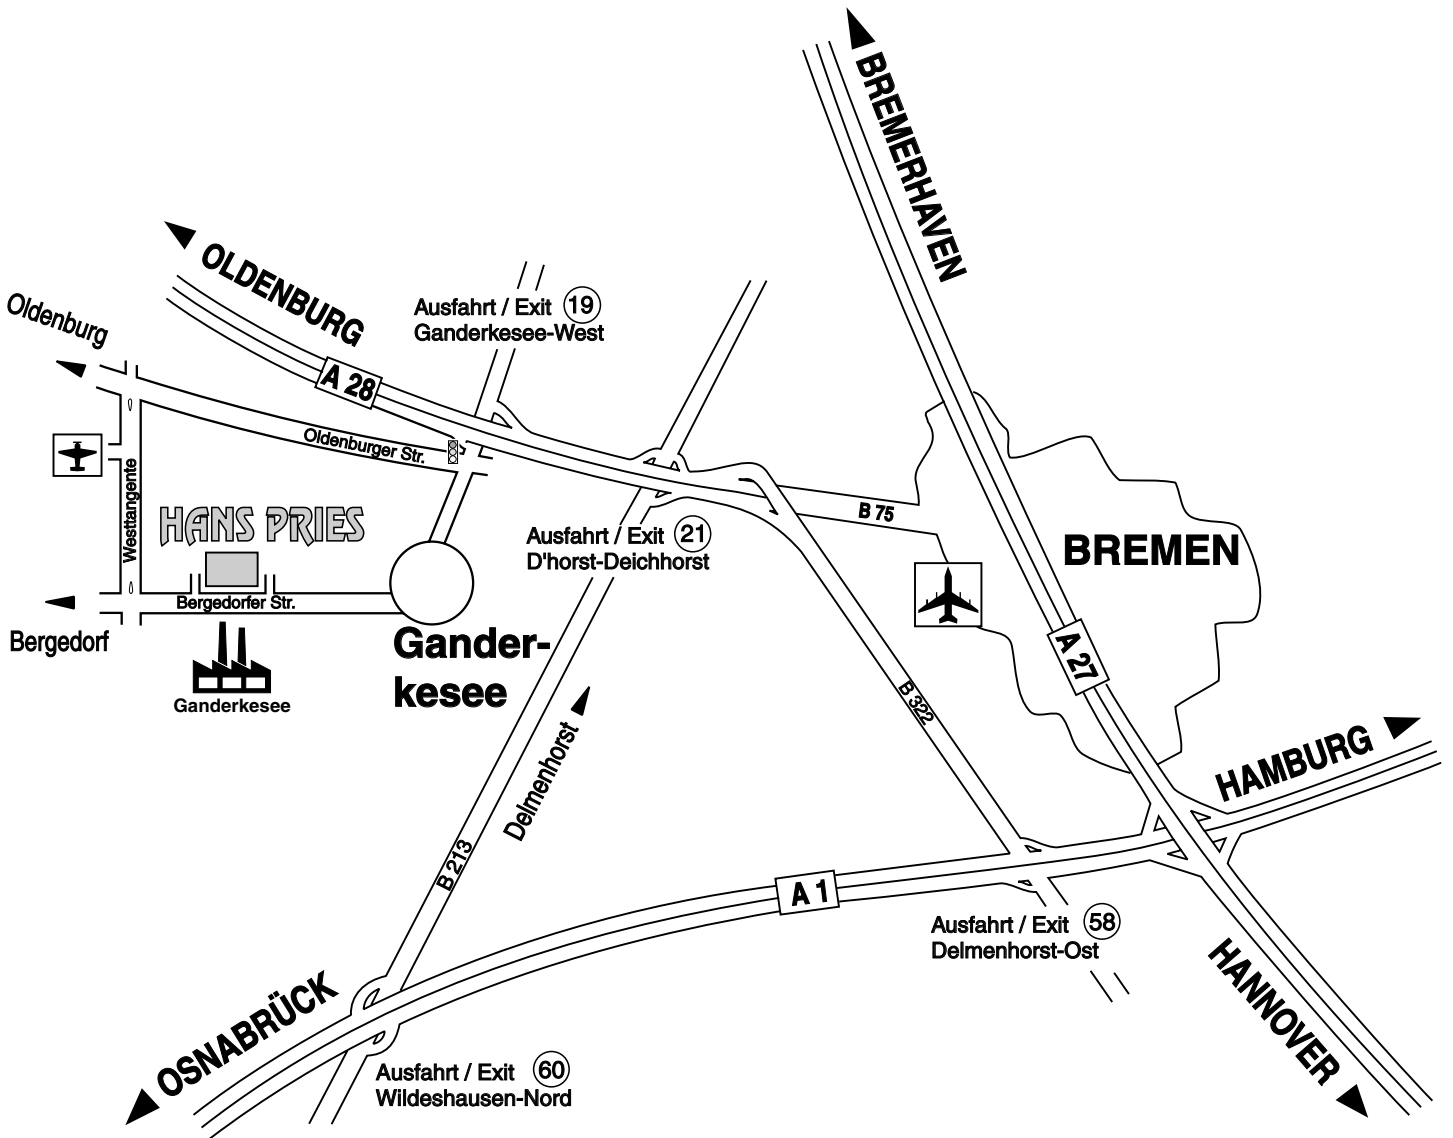 BREMERHAVEN
OLDENBURG
Oldenburg
Ausfahrt / Exit 19
Ganderkesee-West
A 28
Oldenburger Str.
Westtangente
HANS PRIES
B 75
Ausfahrt / Exit 21
D'horst-Deichhorst
BREMEN
Bergedorfer Str.
Bergedorf
Gander-
kesee
Ganderkesee
A 27
B 322
Delmenhorst
HAMBURG
B 213
A 1
Ausfahrt / Exit 58
Delmenhorst-Ost
HANNOVER
OSNABRÜCK
Ausfahrt / Exit 60
Wildeshausen-Nord